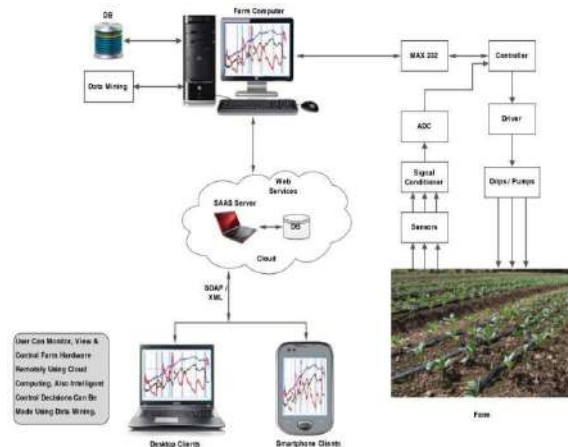 DB
Farm Computer
Data Mining
MAX 232
Controller
ADC
Driver
Signal
Conditioner
Drips / Pumps
Sensors
Web
Services
SAAS Server
DB
Cloud
SOAP /
XML
User Can Monitor, View &
Control Farm Hardware
Remotely Using Cloud
Computing. Also Intelligent
Control Decisions Can Be
Made Using Data Mining.
Desktop Clients
Smartphone Clients
Farm